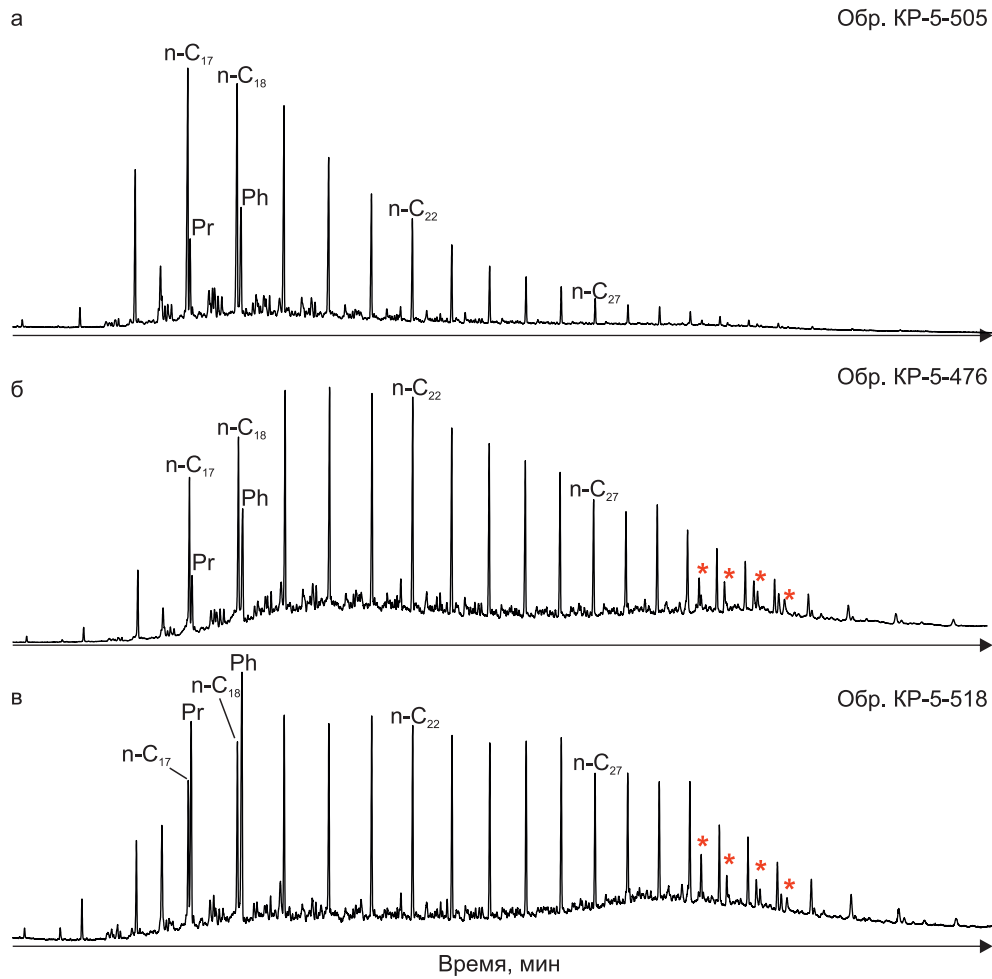 а
Обр. КР-5-505
n-C₁₇
n-C₁₈
Ph
Pr
n-C₂₂
n-C₂₇
б
Обр. КР-5-476
n-C₂₂
n-C₁₈
n-C₁₇
n-C₂₇
Ph
Pr
* * * *
в
Обр. КР-5-518
Ph
n-C₁₈
Pr
n-C₂₂
n-C₁₇
n-C₂₇
* * * *
Время, мин